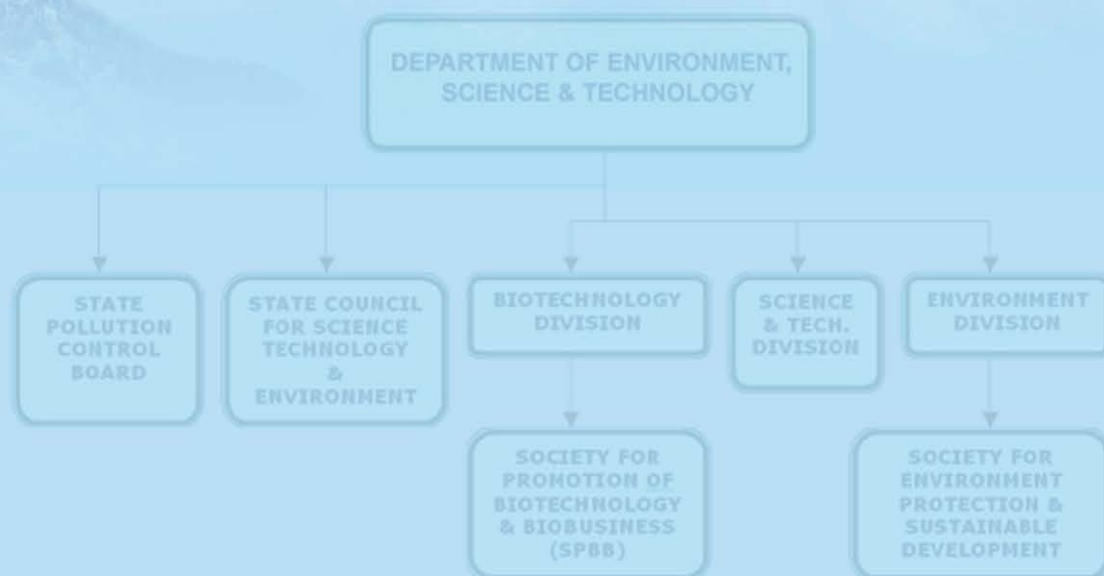 DEPARTMENT OF ENVIRONMENT,
SCIENCE & TECHNOLOGY
STATE
POLLUTION
CONTROL
BOARD
STATE COUNCIL
FOR SCIENCE
TECHNOLOGY
&
ENVIRONMENT
BIOTECHNOLOGY
DIVISION
SCIENCE
& TECH.
DIVISION
ENVIRONMENT
DIVISION
SOCIETY FOR
PROMOTION OF
BIOTECHNOLOGY
& BIOBUSINESS
(SPBB)
SOCIETY FOR
ENVIRONMENT
PROTECTION &
SUSTAINABLE
DEVELOPMENT